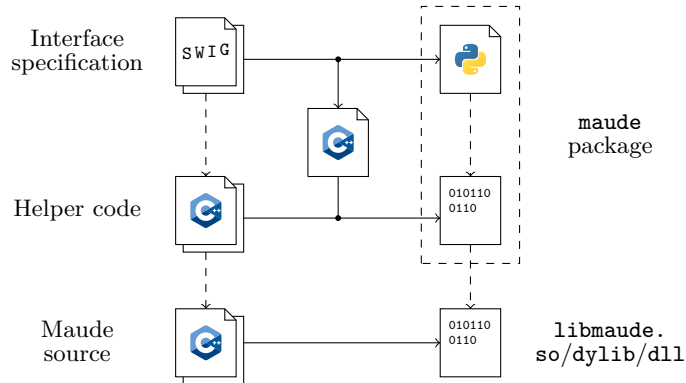 Interface
specification
SWIG
maude
package
C++
Helper code
C++
010110
0110
Maude
source
C++
010110
0110
libmaude.
so/dylib/dll